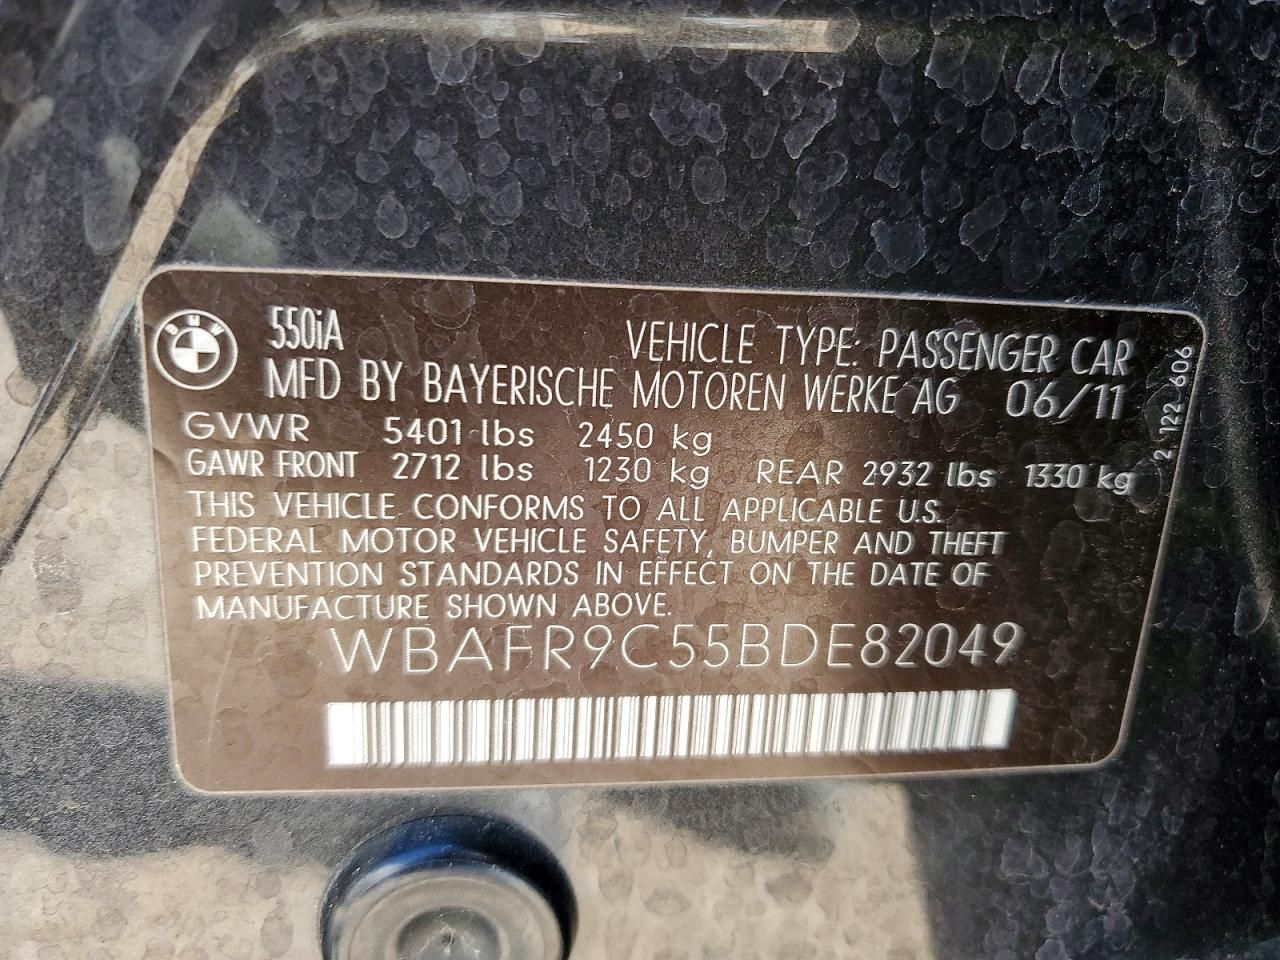 BMW
550iA
VEHICLE TYPE: PASSENGER CAR
MFD BY BAYERISCHE MOTOREN WERKE AG 06/11
GVWR 5401 lbs 2450 kg
GAWR FRONT 2712 lbs 1230 kg REAR 2932 lbs 1330 kg
THIS VEHICLE CONFORMS TO ALL APPLICABLE U.S.
FEDERAL MOTOR VEHICLE SAFETY, BUMPER AND THEFT
PREVENTION STANDARDS IN EFFECT ON THE DATE OF
MANUFACTURE SHOWN ABOVE.
WBAFR9C55BDE82049
2 122 606